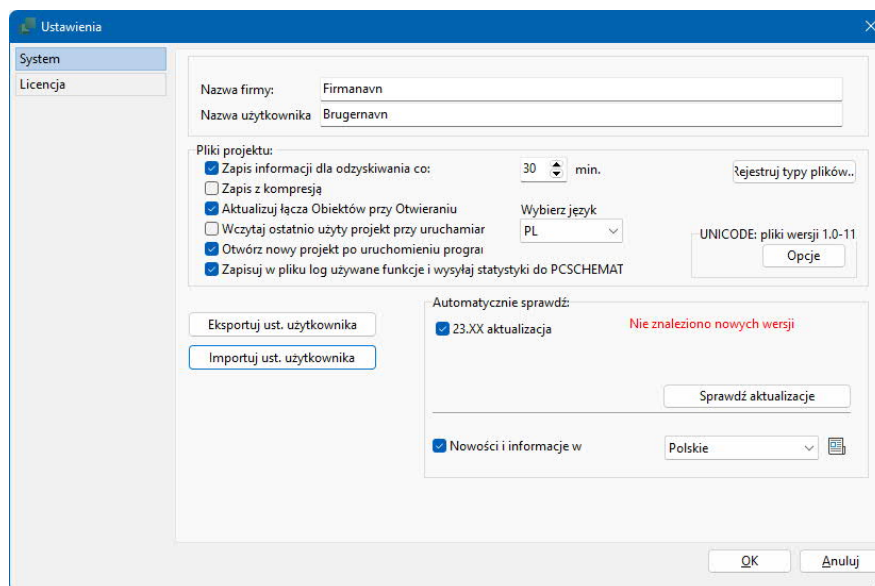 Ustawienia
System
Licencja
Nazwa firmy: Firmanavn
Nazwa użytkownika Brugernavn
Pliki projektu:
Zapis informacji dla odzyskiwania co: 30 min.
Rejestruj typy plików..
Zapis z kompresją
Aktualizuj łącza Obiektów przy Otwieraniu
Wybierz język
Wczytaj ostatnio użyty projekt przy uruchamiar
PL
UNICODE: pliki wersji 1.0-11
Otwórz nowy projekt po uruchomieniu progra
Opcje
Zapisuj w pliku log używane funkcje i wysyłaj statystyki do PCSCHEMAT
Automatycznie sprawdź:
Eksportuj ust. użytkownika
23.XX aktualizacja
Nie znaleziono nowych wersji
Importuj ust. użytkownika
Sprawdź aktualizacje
Nowości i informacje w
Polskie
OK
Anuluj